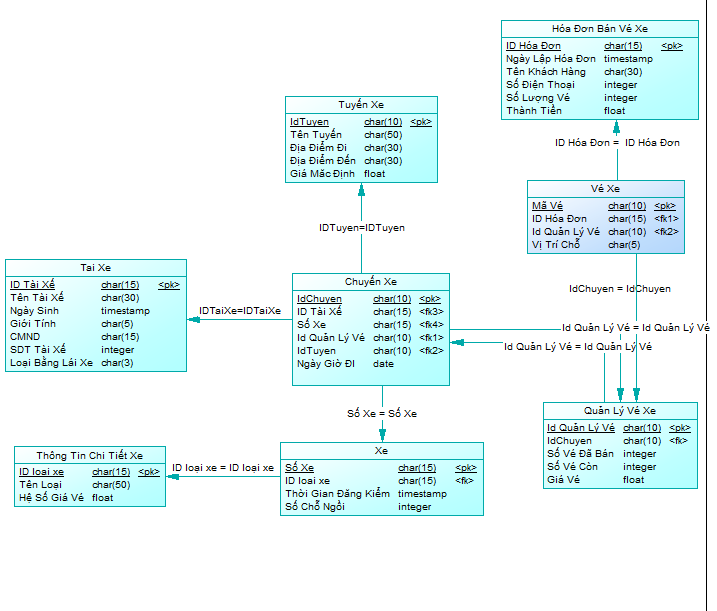 Hóa Đơn Bán Vé Xe
ID Hóa Đơn char(15) <pk>
Ngày Lập Hóa Đơn timestamp
Tên Khách Hàng char(30)
Số Điện Thoại integer
Số Lượng Vé integer
Thành Tiền float
ID Hóa Đơn = ID Hóa Đơn
Tuyến Xe
IdTuyen char(10) <pk>
Tên Tuyến char(50)
Địa Điểm Đi char(30)
Địa Điểm Đến char(30)
Giá Mặc Định float
Vé Xe
Mã Vé char(10) <pk>
ID Hóa Đơn char(15) <fk1>
Id Quản Lý Vé char(10) <fk2>
Vị Trí Chỗ char(5)
IDTuyen=IDTuyen
Tai Xe
ID Tài Xế char(15) <pk>
Tên Tài Xế char(30)
Ngày Sinh timestamp
Giới Tính char(5)
CMND char(15)
SDT Tài Xế integer
Loại Bằng Lái Xe char(3)
IDTaiXe=IDTaiXe
Chuyến Xe
IdChuyen char(10) <pk>
ID Tài Xế char(15) <fk3>
Số Xe char(15) <fk4>
Id Quản Lý Vé char(10) <fk1>
IdTuyen char(10) <fk2>
Ngày Giờ ĐI date
IdChuyen = IdChuyen
Id Quản Lý Vé = Id Quản Lý Vé
Id Quản Lý Vé = Id Quản Lý Vé
Số Xe = Số Xe
Quản Lý Vé Xe
Id Quản Lý Vé char(10) <pk>
IdChuyen char(10) <fk>
Số Vé Đã Bán integer
Số Vé Còn integer
Giá Vé float
Thông Tin Chi Tiết Xe
ID loai xe char(15) <pk>
Tên Loại char(50)
Hệ Số Giá Vé float
ID loại xe = ID loại xe
Xe
Số Xe char(15) <pk>
ID loai xe char(15) <fk>
Thời Gian Đăng Kiểm timestamp
Số Chỗ Ngồi integer